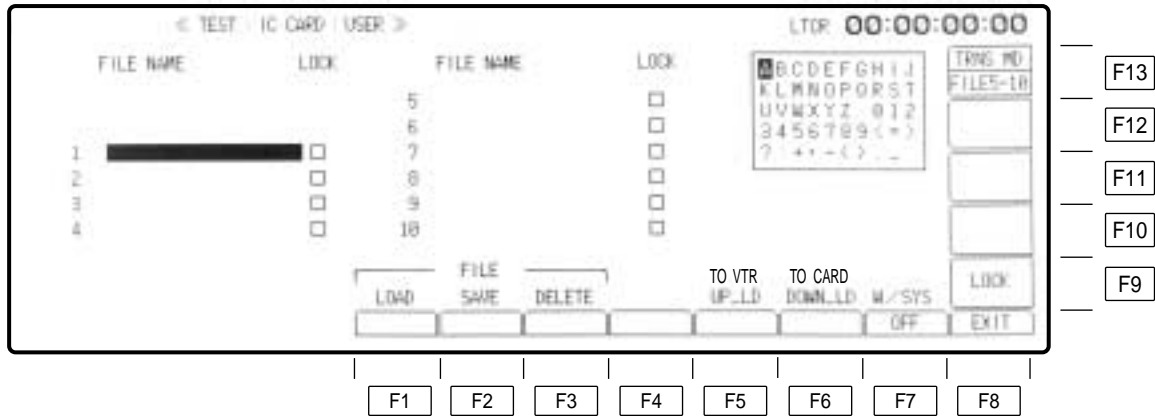 ≪ TEST / IC CARD / USER ≫
LTCR 00:00:00:00
FILE NAME LOCK FILE NAME LOCK
TRNS MD
FILE5-10
F13
F12
F11
F10
LOCK
F9
ABCDEFGHIJ
KLMNOPQRST
UVWXYZ 012
3456789<=>
1
2
3
4
5
6
7
8
9
10
FILE
LOAD SAVE DELETE
TO VTR
UP_LD
TO CARD
DOWN_LD
W/SYS
OFF
EXIT
F1 F2 F3 F4 F5 F6 F7 F8